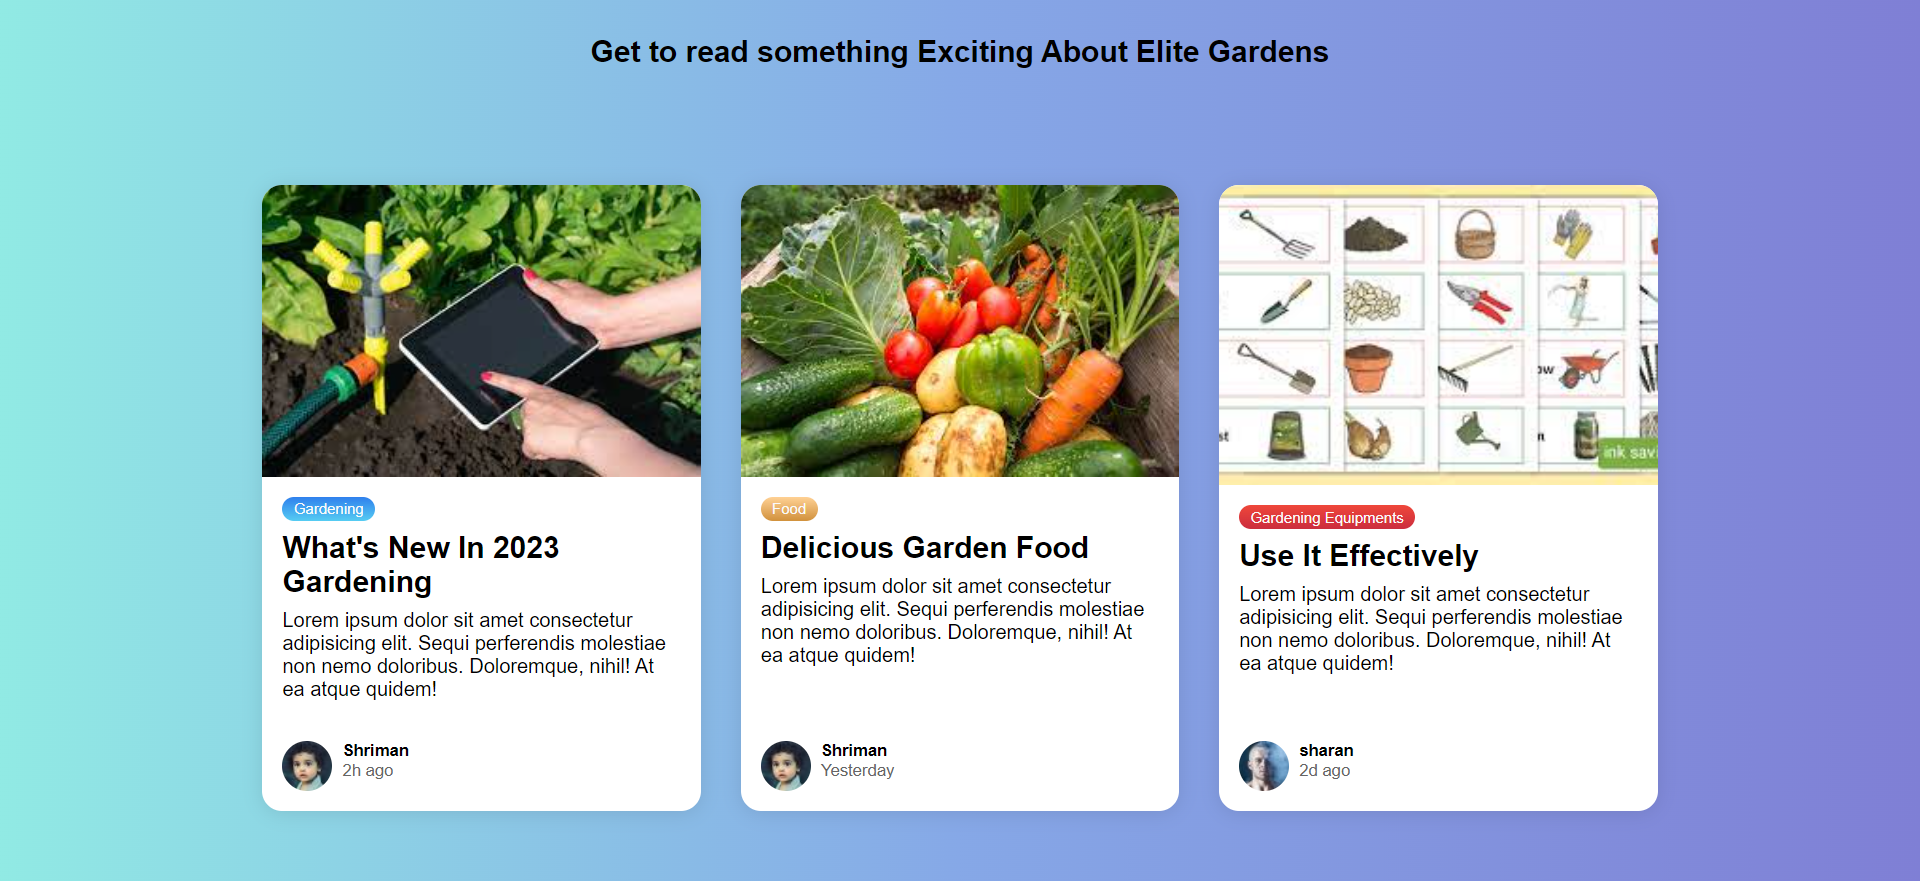 Get to read something Exciting About Elite Gardens
Gardening
What's New In 2023
Gardening
Lorem ipsum dolor sit amet consectetur
adipisicing elit. Sequi perferendis molestiae
non nemo doloribus. Doloremque, nihil! At
ea atque quidem!
Shriman
2h ago
Food
Delicious Garden Food
Lorem ipsum dolor sit amet consectetur
adipisicing elit. Sequi perferendis molestiae
non nemo doloribus. Doloremque, nihil! At
ea atque quidem!
Shriman
Yesterday
ow
st
ink sav
Gardening Equipments
Use It Effectively
Lorem ipsum dolor sit amet consectetur
adipisicing elit. Sequi perferendis molestiae
non nemo doloribus. Doloremque, nihil! At
ea atque quidem!
sharan
2d ago